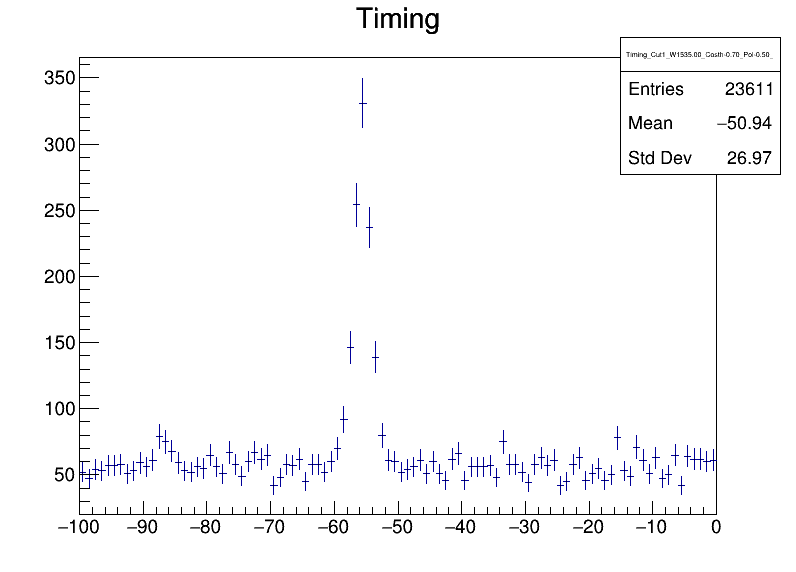 Timing
Timing_Cut1_W1535.00_Costh-0.70_Pol-0.50_
Entries 23611
Mean −50.94
Std Dev 26.97
350
300
250
200
150
100
50
−100 −90 −80 −70 −60 −50 −40 −30 −20 −10 0